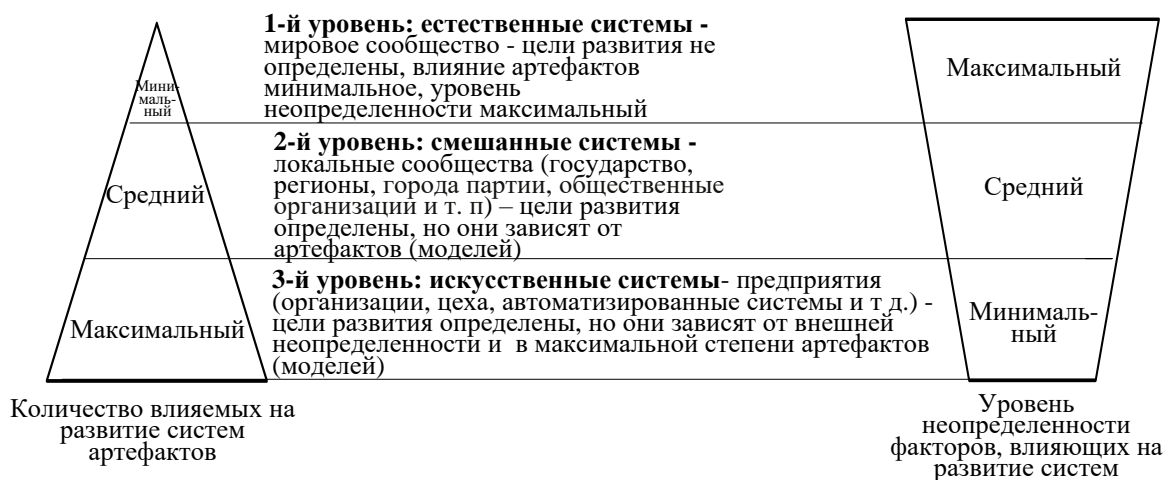 1-й уровень: естественные системы -
мировое сообщество - цели развития не
определены, влияние артефактов
минимальное, уровень
неопределенности максимальный
Мини-
маль-
ный
Максимальный
2-й уровень: смешанные системы -
локальные сообщества (государство,
регионы, города партии, общественные
организации и т. п) – цели развития
определены, но они зависят от
артефактов (моделей)
Средний
Средний
3-й уровень: искусственные системы- предприятия
(организации, цеха, автоматизированные системы и т д.) -
цели развития определены, но они зависят от внешней
неопределенности и в максимальной степени артефактов
(моделей)
Максимальный
Минималь-
ный
Количество влияемых на
развитие систем
артефактов
Уровень
неопределенности
факторов, влияющих на
развитие систем